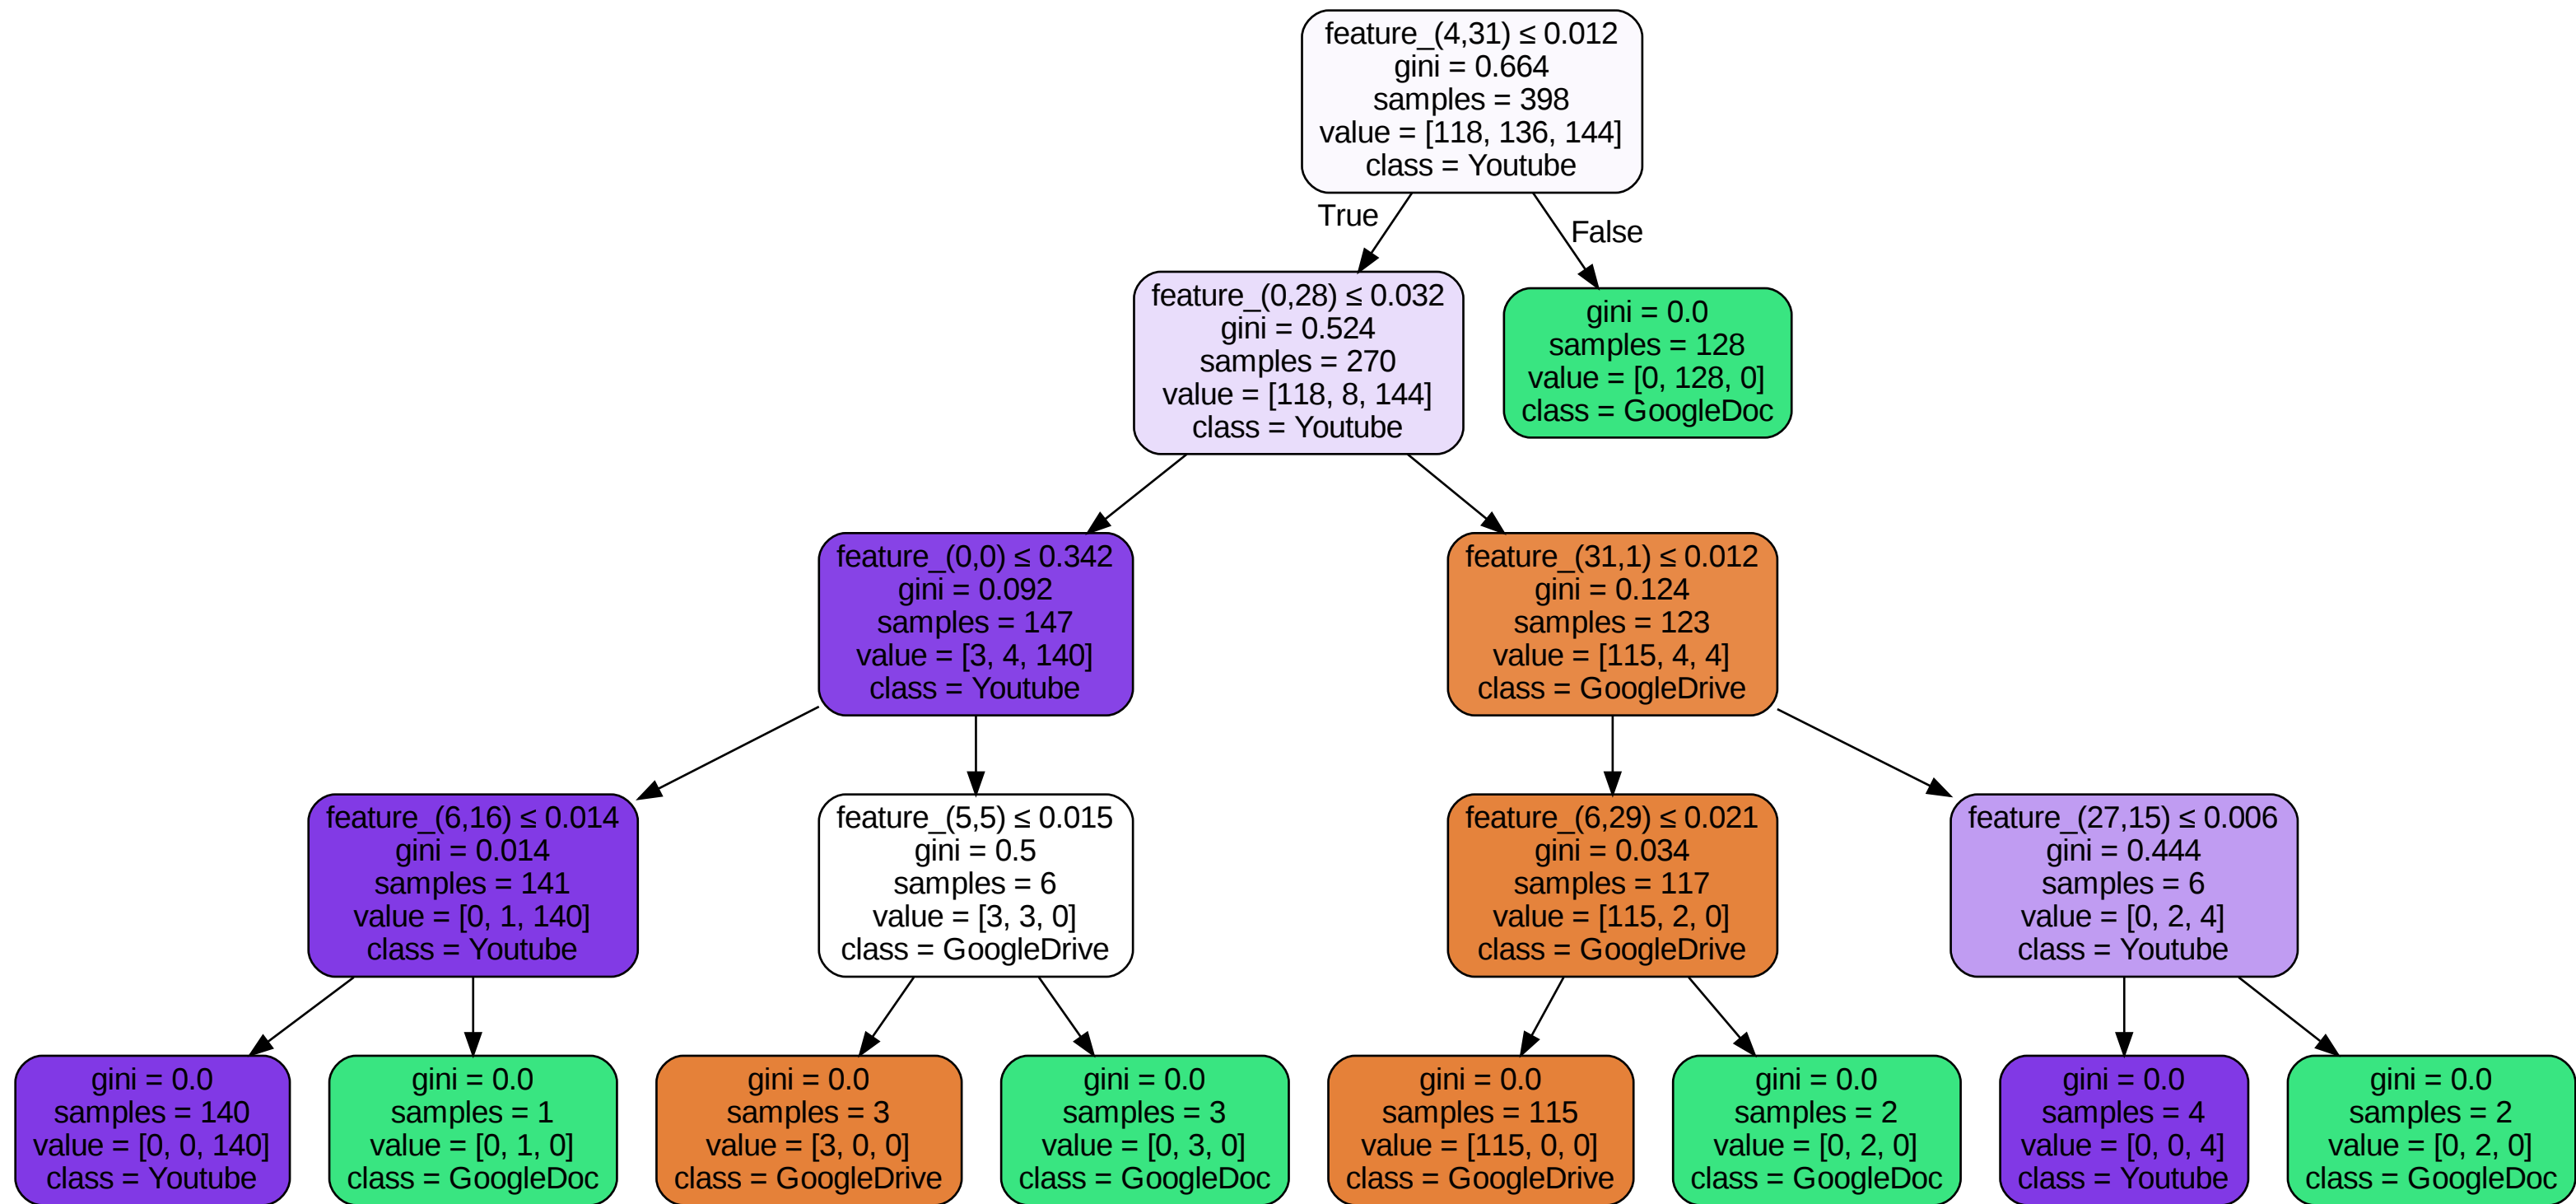 feature_(4,31) ≤ 0.012
gini = 0.664
samples = 398
value = [118, 136, 144]
class = Youtube
True
False
feature_(0,28) ≤ 0.032
gini = 0.524
samples = 270
value = [118, 8, 144]
class = Youtube
gini = 0.0
samples = 128
value = [0, 128, 0]
class = GoogleDoc
feature_(0,0) ≤ 0.342
gini = 0.092
samples = 147
value = [3, 4, 140]
class = Youtube
feature_(31,1) ≤ 0.012
gini = 0.124
samples = 123
value = [115, 4, 4]
class = GoogleDrive
feature_(6,16) ≤ 0.014
gini = 0.014
samples = 141
value = [0, 1, 140]
class = Youtube
feature_(5,5) ≤ 0.015
gini = 0.5
samples = 6
value = [3, 3, 0]
class = GoogleDrive
feature_(6,29) ≤ 0.021
gini = 0.034
samples = 117
value = [115, 2, 0]
class = GoogleDrive
feature_(27,15) ≤ 0.006
gini = 0.444
samples = 6
value = [0, 2, 4]
class = Youtube
gini = 0.0
samples = 140
value = [0, 0, 140]
class = Youtube
gini = 0.0
samples = 1
value = [0, 1, 0]
class = GoogleDoc
gini = 0.0
samples = 3
value = [3, 0, 0]
class = GoogleDrive
gini = 0.0
samples = 3
value = [0, 3, 0]
class = GoogleDoc
gini = 0.0
samples = 115
value = [115, 0, 0]
class = GoogleDrive
gini = 0.0
samples = 2
value = [0, 2, 0]
class = GoogleDoc
gini = 0.0
samples = 4
value = [0, 0, 4]
class = Youtube
gini = 0.0
samples = 2
value = [0, 2, 0]
class = GoogleDoc